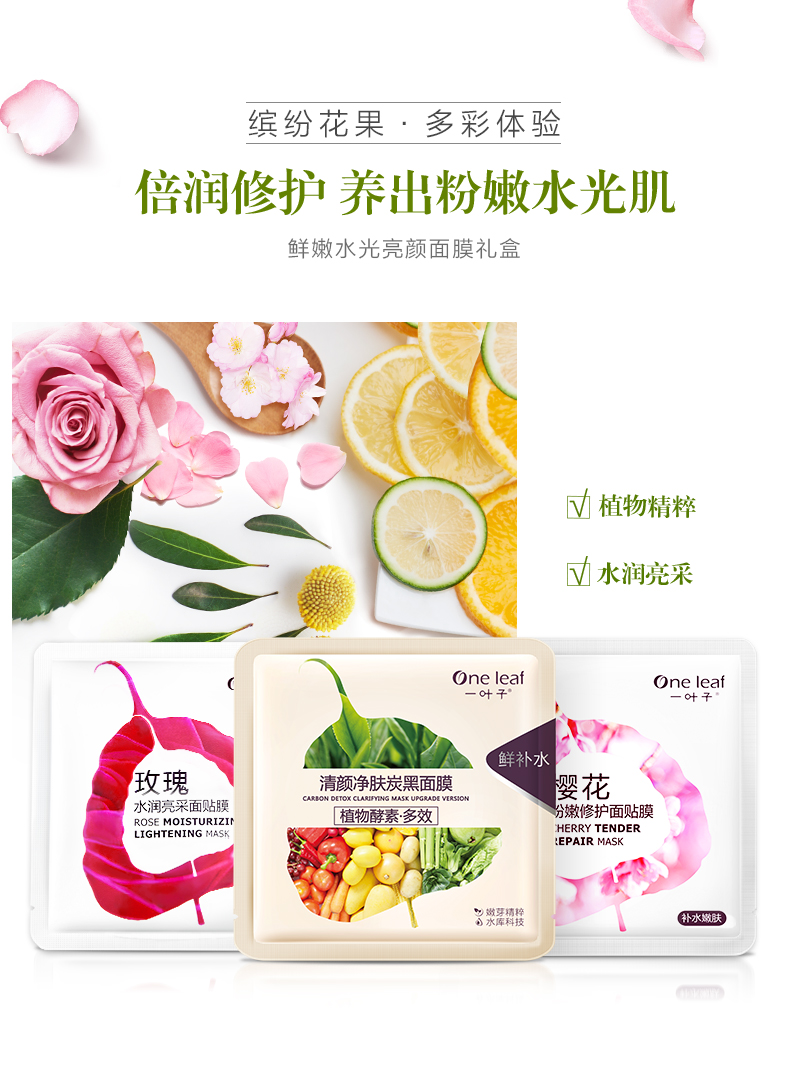 缤纷花果 · 多彩体验
倍润修护 养出粉嫩水光肌
鲜嫩水光亮颜面膜礼盒
植物精粹
水润亮采
玫瑰
水润亮采面贴膜
ROSE MOISTURIZIN
LIGHTENING MASK
One leaf
一叶子®
鲜补水
清颜净肤炭黑面膜
CARBON DETOX CLARIFYING MASK UPGRADE VERSION
植物酵素·多效
嫩芽精粹
水库科技
One leaf
一叶子®
樱花
粉嫩修护面贴膜
CHERRY TENDER
REPAIR MASK
补水嫩肤